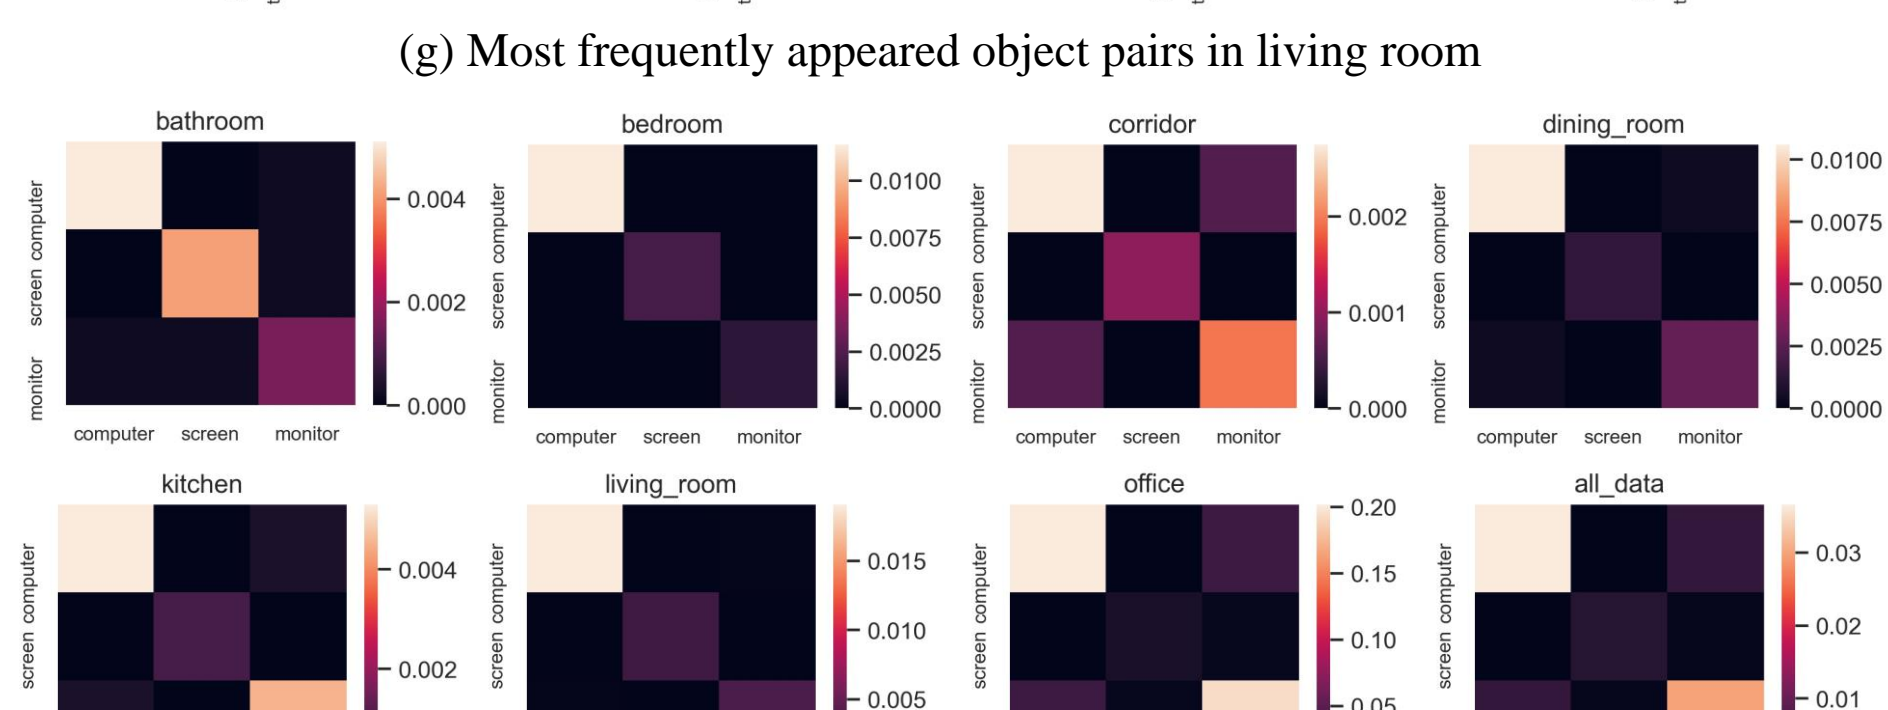 (g) Most frequently appeared object pairs in living room
bathroom
bedroom
corridor
dining_room
computer
screen
monitor
0.004
0.002
0.000
computer screen monitor
computer
screen
monitor
0.0100
0.0075
0.0050
0.0025
0.0000
computer screen monitor
computer
screen
monitor
0.002
0.001
0.000
computer screen monitor
computer
screen
monitor
0.0100
0.0075
0.0050
0.0025
0.0000
computer screen monitor
kitchen
living_room
office
all_data
computer
screen
0.004
0.002
computer
screen
0.015
0.010
0.005
computer
screen
0.20
0.15
0.10
0.05
computer
screen
0.03
0.02
0.01